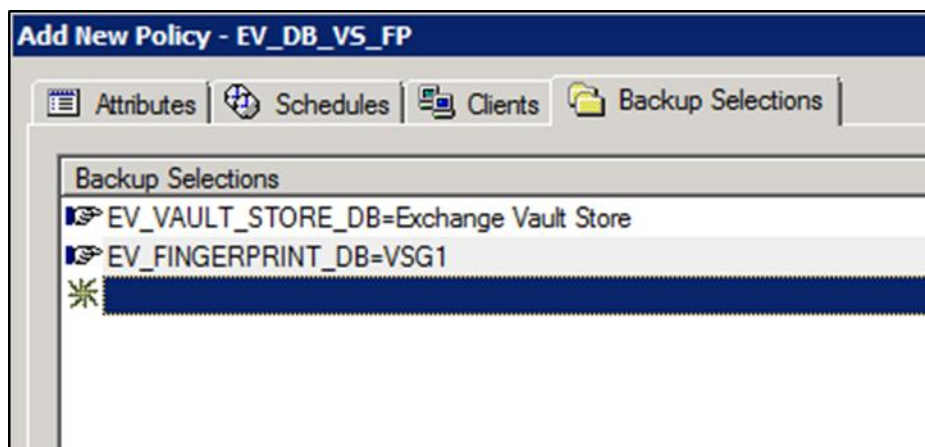 Add New Policy - EV_DB_VS_FP
Attributes Schedules Clients Backup Selections
Backup Selections
EV_VAULT_STORE_DB=Exchange Vault Store
EV_FINGERPRINT_DB=VSG1